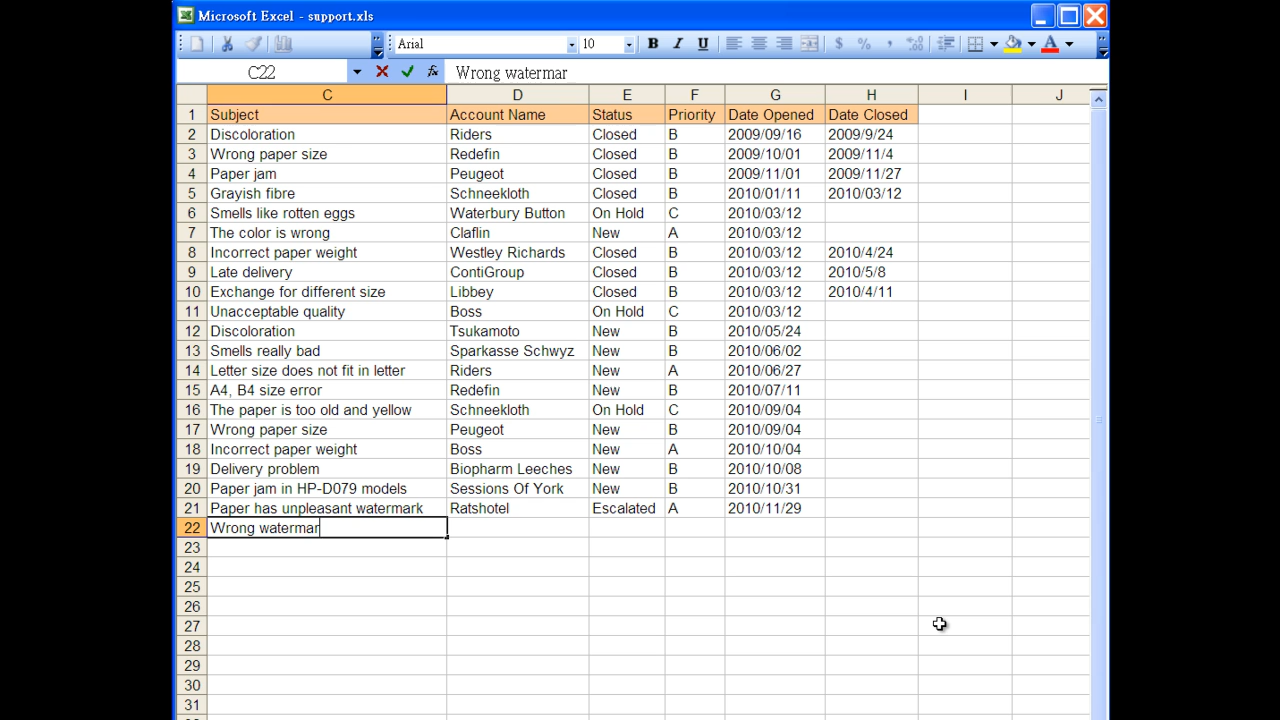 Microsoft Excel - support.xls
Arial 10 B I U $ % ,
C22 fx Wrong watermar
C D E F G H I J
1 Subject Account Name Status Priority Date Opened Date Closed
2 Discoloration Riders Closed B 2009/09/16 2009/9/24
3 Wrong paper size Redefin Closed B 2009/10/01 2009/11/4
4 Paper jam Peugeot Closed B 2009/11/01 2009/11/27
5 Grayish fibre Schneekloth Closed B 2010/01/11 2010/03/12
6 Smells like rotten eggs Waterbury Button On Hold C 2010/03/12
7 The color is wrong Claflin New A 2010/03/12
8 Incorrect paper weight Westley Richards Closed B 2010/03/12 2010/4/24
9 Late delivery ContiGroup Closed B 2010/03/12 2010/5/8
10 Exchange for different size Libbey Closed B 2010/03/12 2010/4/11
11 Unacceptable quality Boss On Hold C 2010/03/12
12 Discoloration Tsukamoto New B 2010/05/24
13 Smells really bad Sparkasse Schwyz New B 2010/06/02
14 Letter size does not fit in letter Riders New A 2010/06/27
15 A4, B4 size error Redefin New B 2010/07/11
16 The paper is too old and yellow Schneekloth On Hold C 2010/09/04
17 Wrong paper size Peugeot New B 2010/09/04
18 Incorrect paper weight Boss New A 2010/10/04
19 Delivery problem Biopharm Leeches New B 2010/10/08
20 Paper jam in HP-D079 models Sessions Of York New B 2010/10/31
21 Paper has unpleasant watermark Ratshotel Escalated A 2010/11/29
22 Wrong watermar
23
24
25
26
27
28
29
30
31